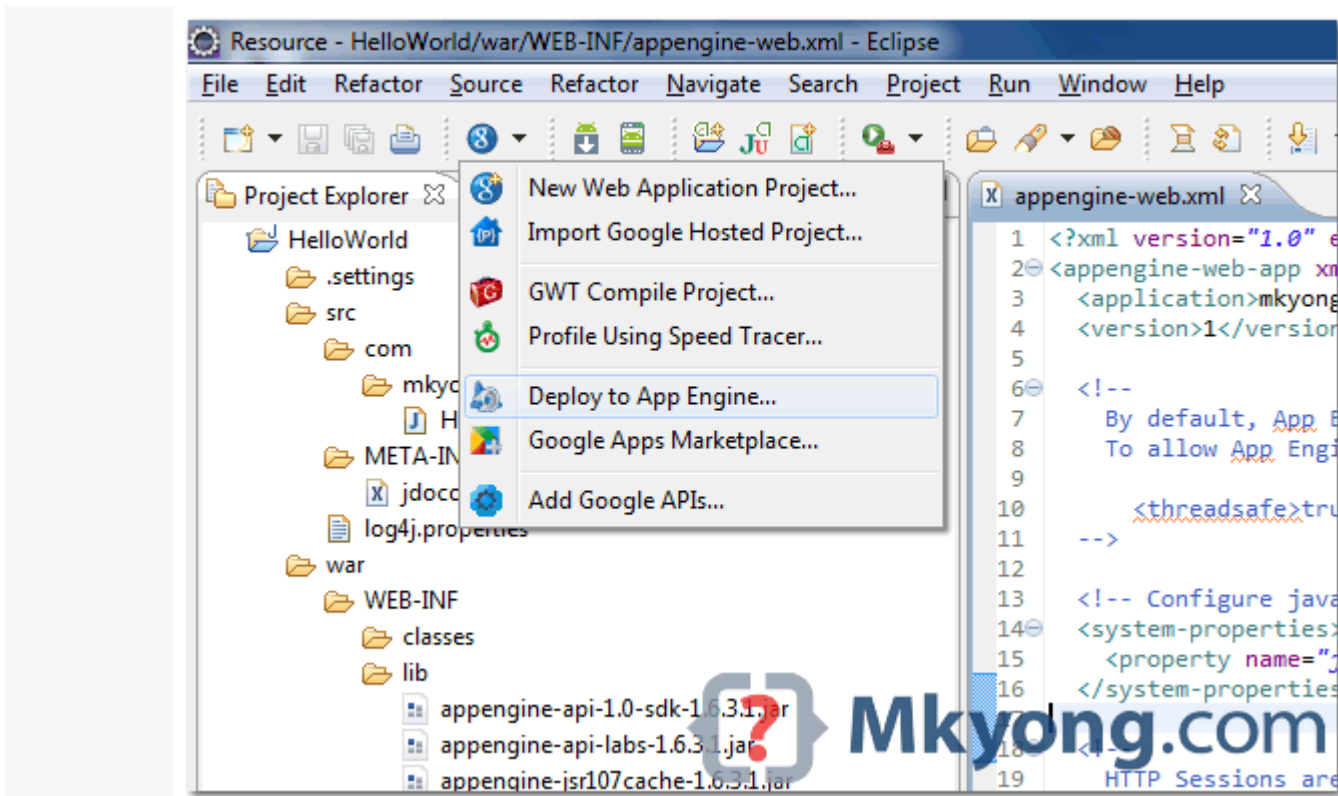 Resource - HelloWorld/war/WEB-INF/appengine-web.xml - Eclipse
File Edit Refactor Source Refactor Navigate Search Project Run Window Help
Project Explorer
HelloWorld
.settings
src
com
mkyo
H
META-IN
jdocc
log4j.properties
war
WEB-INF
classes
lib
appengine-api-1.0-sdk-1.6.3.1.jar
appengine-api-labs-1.6.3.1.jar
appengine-jsr107cache-1.6.3.1.jar
New Web Application Project...
Import Google Hosted Project...
GWT Compile Project...
Profile Using Speed Tracer...
Deploy to App Engine...
Google Apps Marketplace...
Add Google APIs...
appengine-web.xml
1 <?xml version="1.0" e
2 <appengine-web-app xm
3 <application>mkyong
4 <version>1</version
5
6 <!--
7 By default, App E
8 To allow App Engi
9
10 <threadsafe>tru
11 -->
12
13 <!-- Configure java
14 <system-properties>
15 <property name="j
16 </system-properties
18 <!--
19 HTTP Sessions are
Mkyong.com